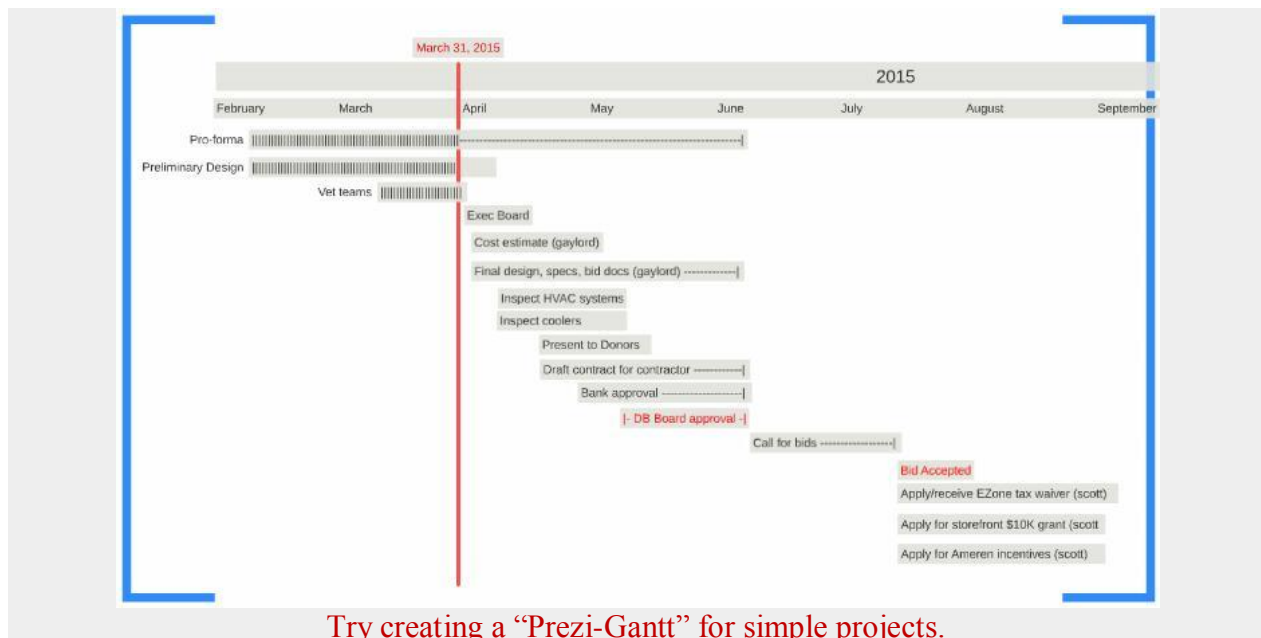 March 31, 2015
2015
February March April May June July August September
Pro-forma
Preliminary Design
Vet teams
Exec Board
Cost estimate (gaylord)
Final design, specs, bid docs (gaylord) -------------|
Inspect HVAC systems
Inspect coolers
Present to Donors
Draft contract for contractor ------------|
Bank approval --------------------|
|- DB Board approval -|
Call for bids ------------------|
Bid Accepted
Apply/receive EZone tax waiver (scott)
Apply for storefront $10K grant (scott
Apply for Ameren incentives (scott)
Try creating a “Prezi-Gantt” for simple projects.